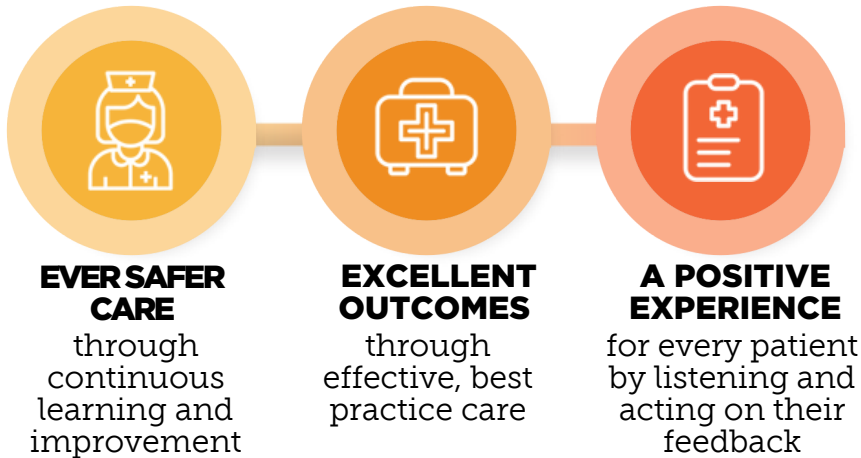 EVER SAFER
CARE
through
continuous
learning and
improvement
EXCELLENT
OUTCOMES
through
effective, best
practice care
A POSITIVE
EXPERIENCE
for every patient
by listening and
acting on their
feedback